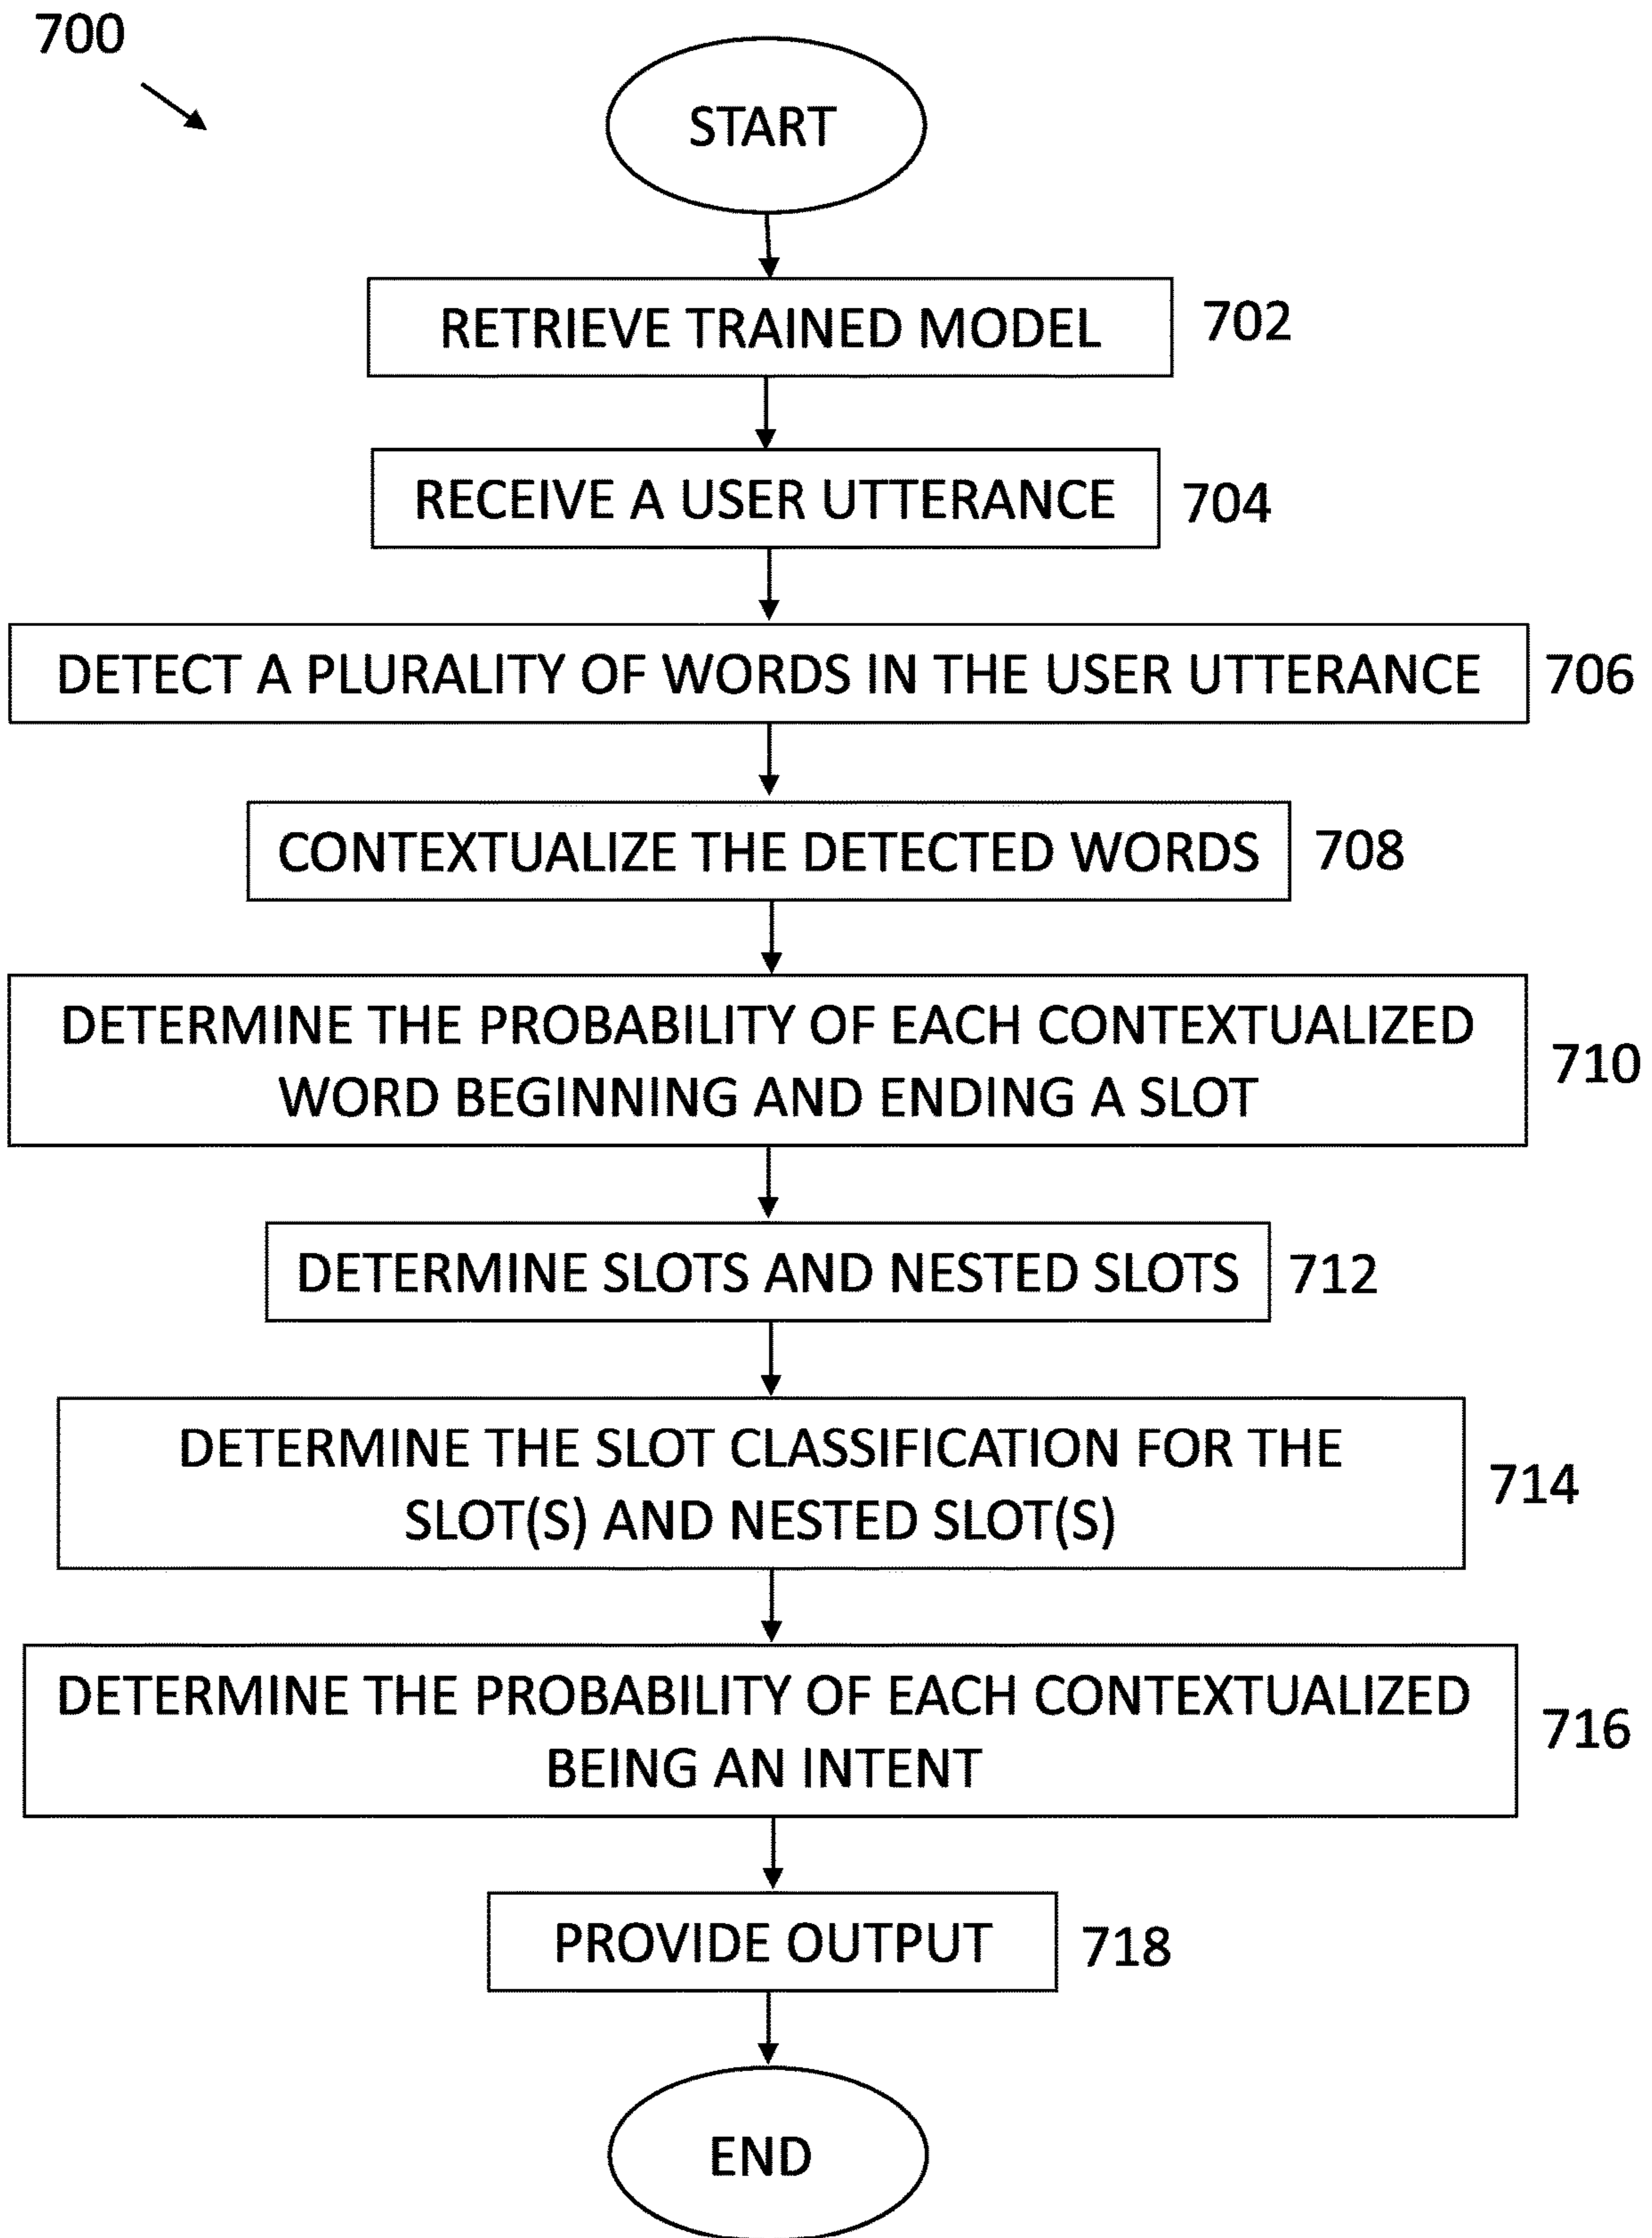 700
START
RETRIEVE TRAINED MODEL 702
RECEIVE A USER UTTERANCE 704
DETECT A PLURALITY OF WORDS IN THE USER UTTERANCE 706
CONTEXTUALIZE THE DETECTED WORDS 708
DETERMINE THE PROBABILITY OF EACH CONTEXTUALIZED
WORD BEGINNING AND ENDING A SLOT
710
DETERMINE SLOTS AND NESTED SLOTS 712
DETERMINE THE SLOT CLASSIFICATION FOR THE
SLOT(S) AND NESTED SLOT(S)
714
DETERMINE THE PROBABILITY OF EACH CONTEXTUALIZED
BEING AN INTENT
716
PROVIDE OUTPUT 718
END